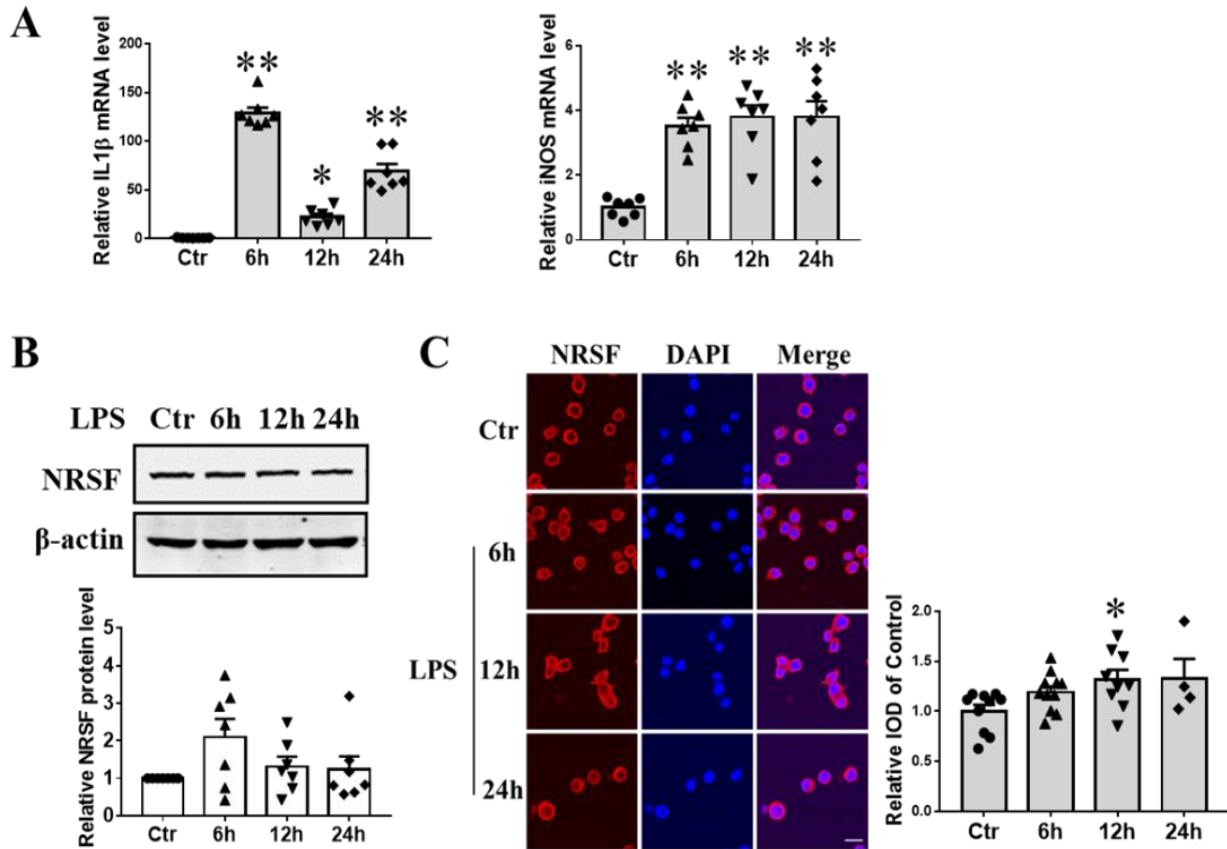 A
Relative IL1β mRNA level
200
150
100
50
0
** * **
Ctr 6h 12h 24h
Relative iNOS mRNA level
6
4
2
0
** ** **
Ctr 6h 12h 24h
B
LPS Ctr 6h 12h 24h
NRSF
β-actin
Relative NRSF protein level
5
4
3
2
1
0
Ctr 6h 12h 24h
C
NRSF DAPI Merge
Ctr
6h
LPS 12h
24h
Relative IOD of Control
2.0
1.5
1.0
0.5
0.0
*
Ctr 6h 12h 24h